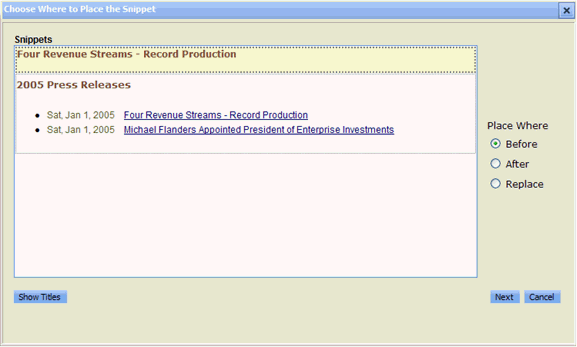 Choose Where to Place the Snippet
Snippets
Four Revenue Streams - Record Production
2005 Press Releases
Sat, Jan 1, 2005 Four Revenue Streams - Record Production
Sat, Jan 1, 2005 Michael Flanders Appointed President of Enterprise Investments
Place Where
Before
After
Replace
Show Titles
Next Cancel